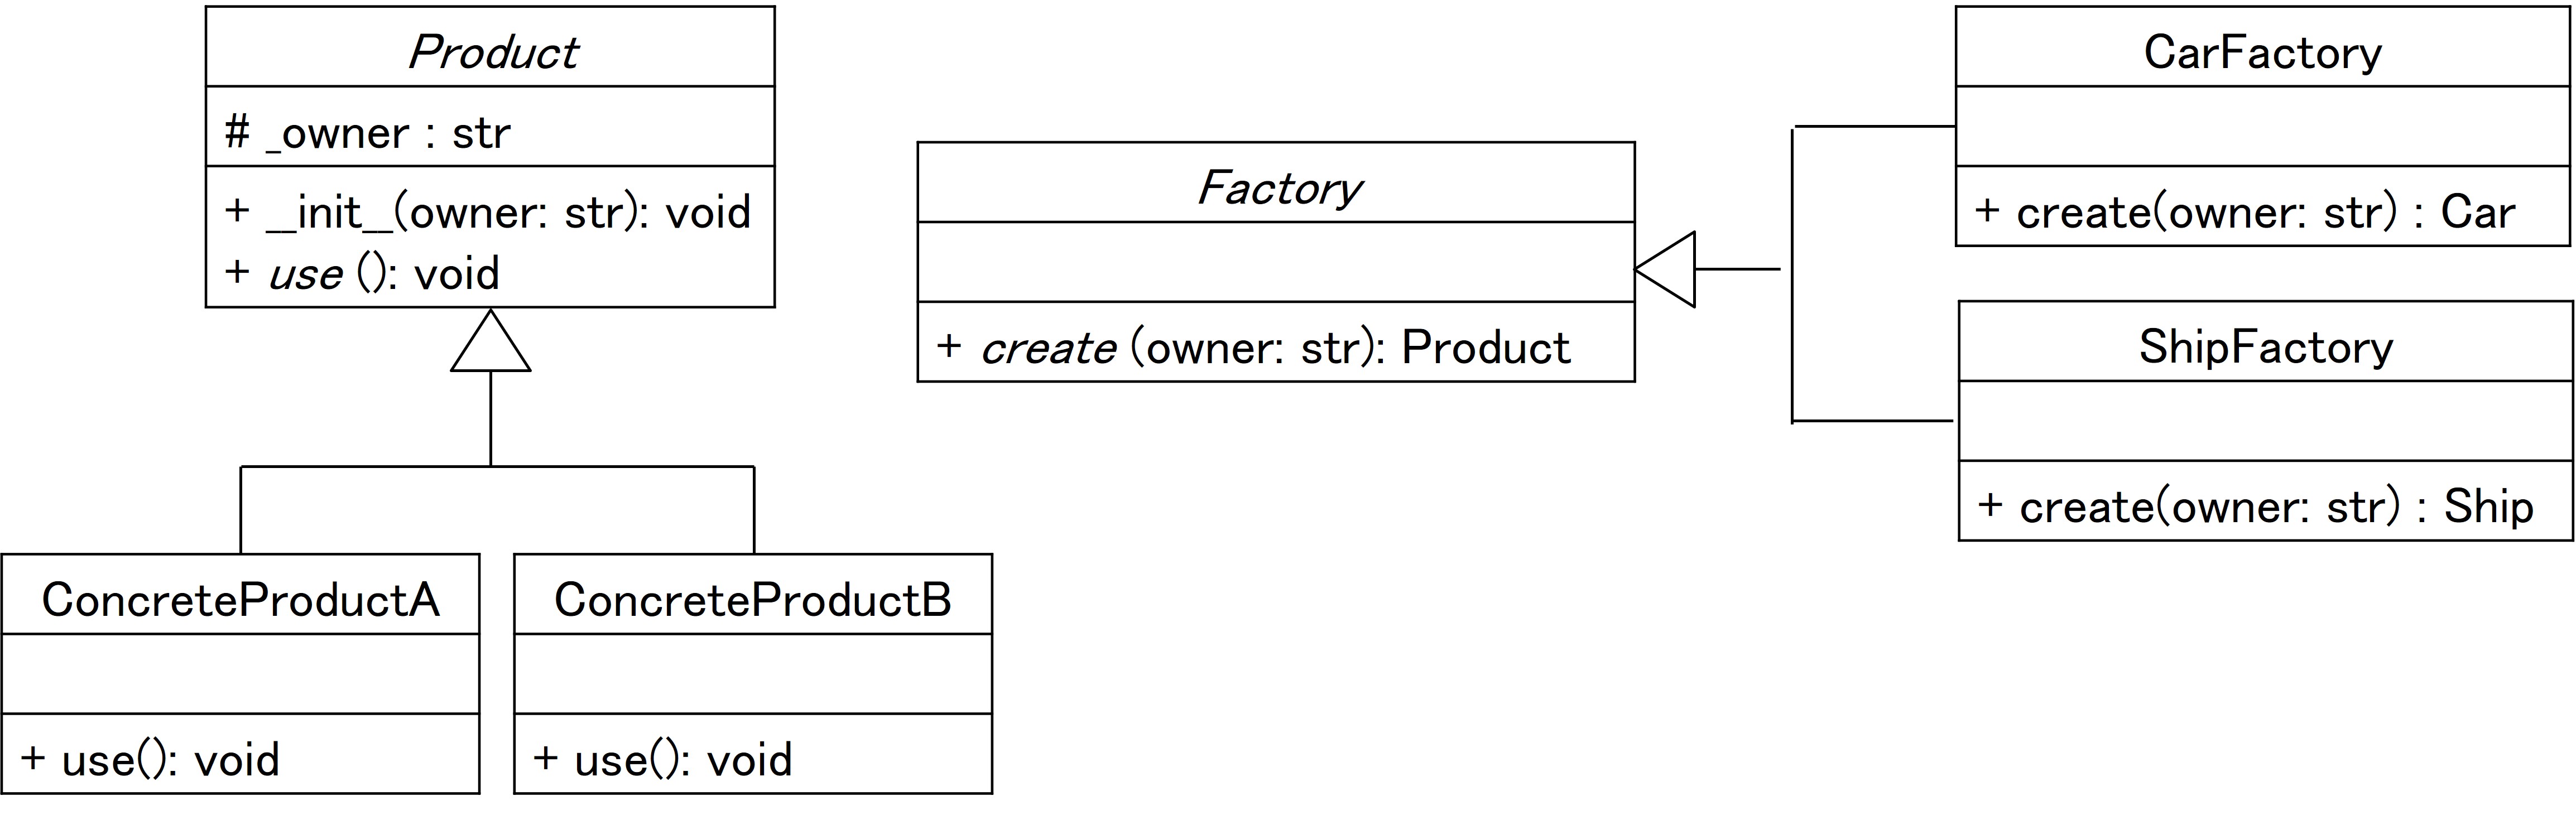 Product
# _owner : str
+ __init__(owner: str): void
+ use (): void
ConcreteProductA
+ use(): void
ConcreteProductB
+ use(): void
Factory
+ create (owner: str): Product
CarFactory
+ create(owner: str) : Car
ShipFactory
+ create(owner: str) : Ship